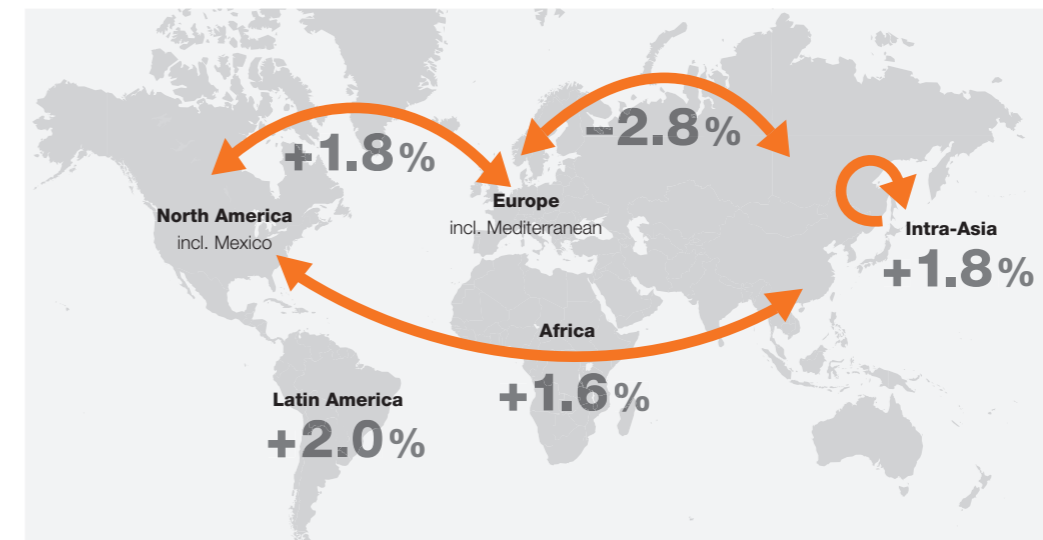 +1.8%
−2.8%
North America
incl. Mexico
Europe
incl. Mediterranean
Intra-Asia
+1.8%
Africa
+1.6%
Latin America
+2.0%